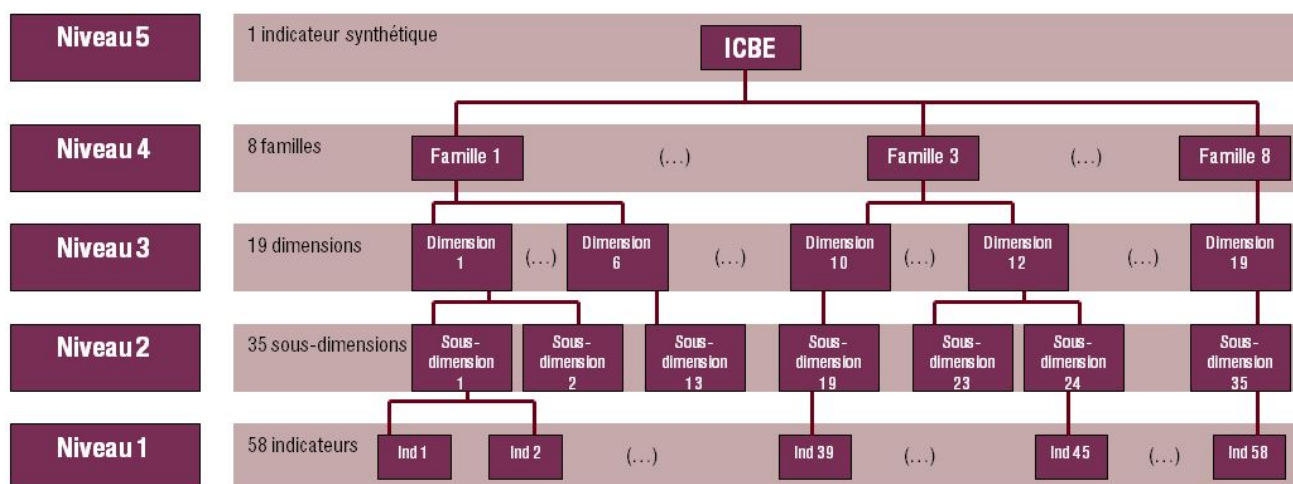 Niveau 5
1 indicateur synthétique
ICBE
Niveau 4
8 familles
Famille 1
(…)
Famille 3
(…)
Famille 8
Niveau 3
19 dimensions
Dimension
1
(…)
Dimension
6
(…)
Dimension
10
(…)
Dimension
12
(…)
Dimension
19
Niveau 2
35 sous-dimensions
Sous-
dimension
1
Sous-
dimension
2
Sous-
dimension
13
Sous-
dimension
19
Sous-
dimension
23
Sous-
dimension
24
Sous-
dimension
35
Niveau 1
58 indicateurs
Ind 1
Ind 2
(…)
Ind 39
(…)
Ind 45
(…)
Ind 58